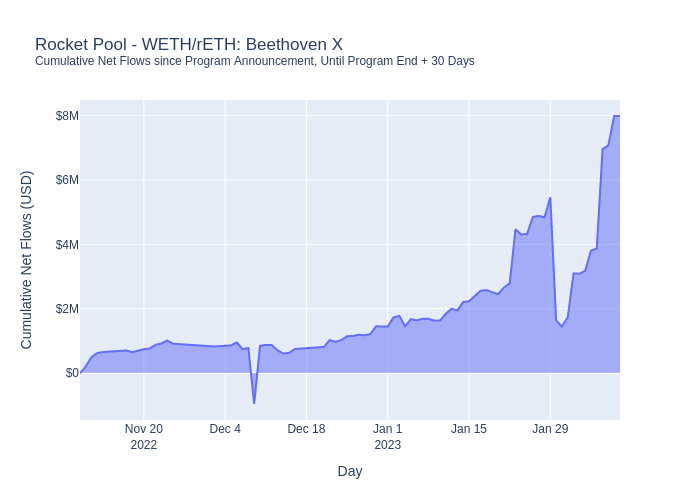 Rocket Pool - WETH/rETH: Beethoven X
Cumulative Net Flows since Program Announcement, Until Program End + 30 Days
Cumulative Net Flows (USD)
$8M
$6M
$4M
$2M
$0
Nov 20
2022
Dec 4
Dec 18
Jan 1
2023
Jan 15
Jan 29
Day